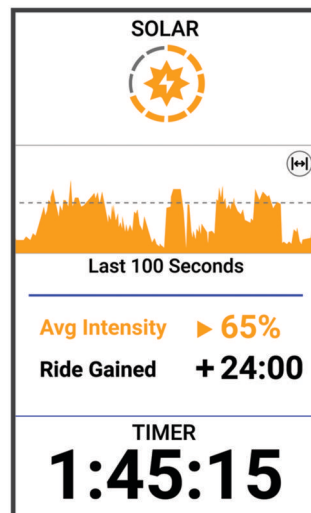 SOLAR
Last 100 Seconds
Avg Intensity ▶ 65%
Ride Gained +24:00
TIMER
1:45:15